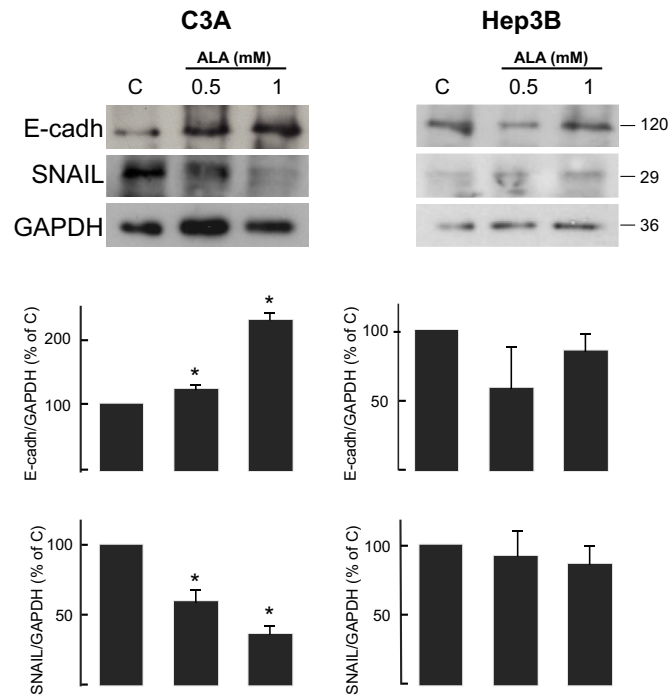 C3A
Hep3B
ALA (mM)
ALA (mM)
C
0.5
1
C
0.5
1
E-cadh
120
SNAIL
29
GAPDH
36
E-cadh/GAPDH (% of C)
200
100
*
*
E-cadh/GAPDH (% of C)
100
50
SNAIL/GAPDH (% of C)
100
50
*
*
SNAIL/GAPDH (% of C)
100
50